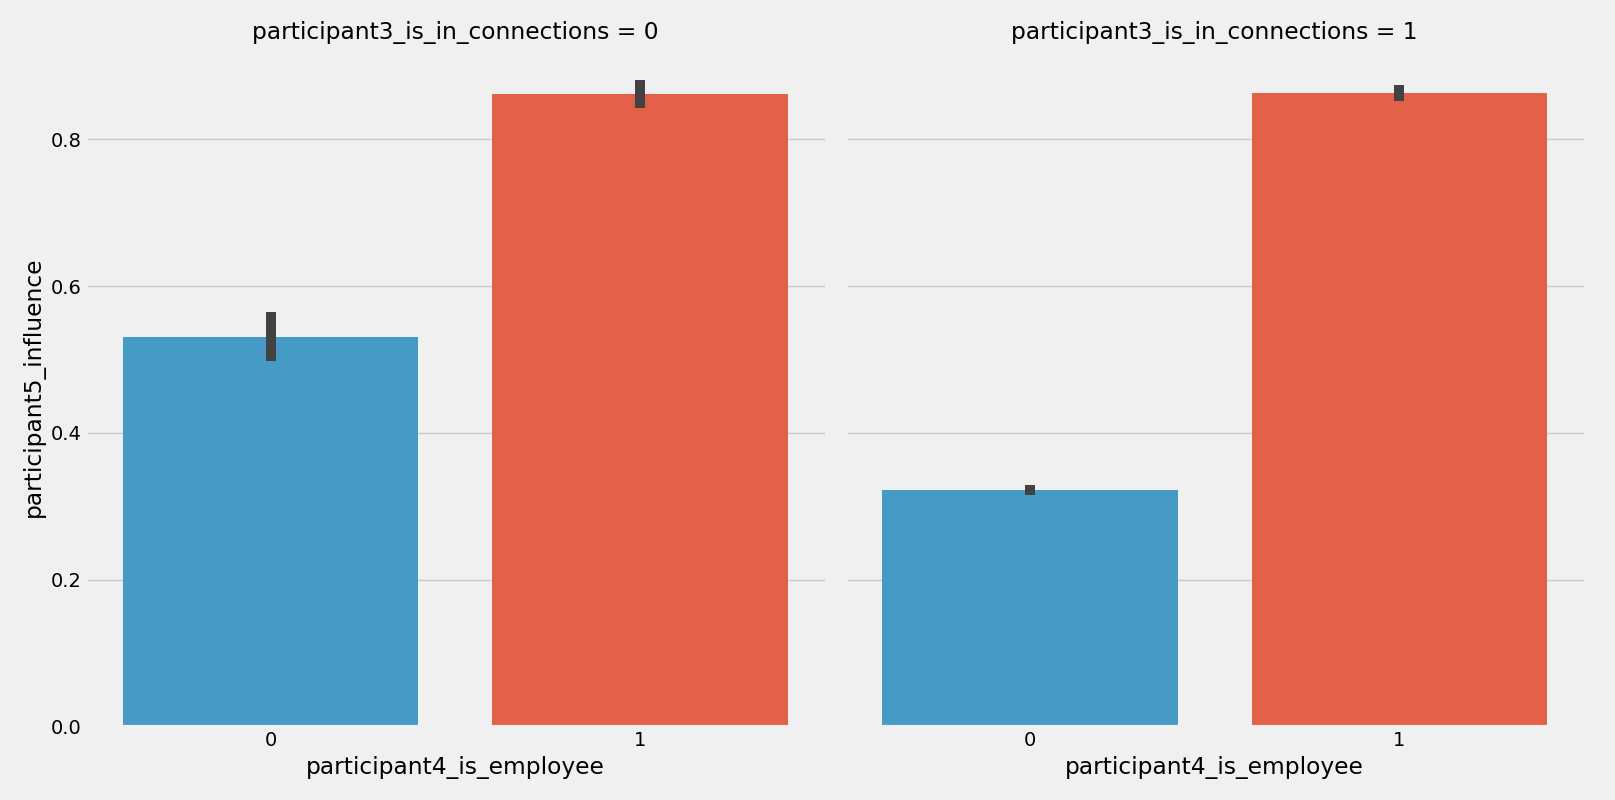 participant3_is_in_connections = 0
participant3_is_in_connections = 1
participant5_influence
0.8
0.6
0.4
0.2
0.0
0
1
0
1
participant4_is_employee
participant4_is_employee